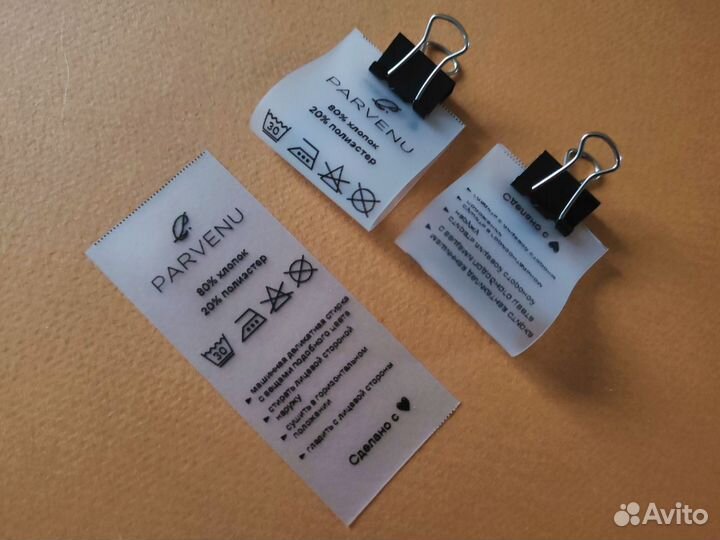 PARVENU
80% хлопок
20% полиэстер
30
PARVENU
80% хлопок
20% полиэстер
30
► машинная деликатная стирка
с вещами подобного цвета
► стирать лицевой стороной
наружу
► сушить в горизонтальном
положении
► гладить с лицевой стороны
Сделано с ♥
Сделано с ♥
Avito